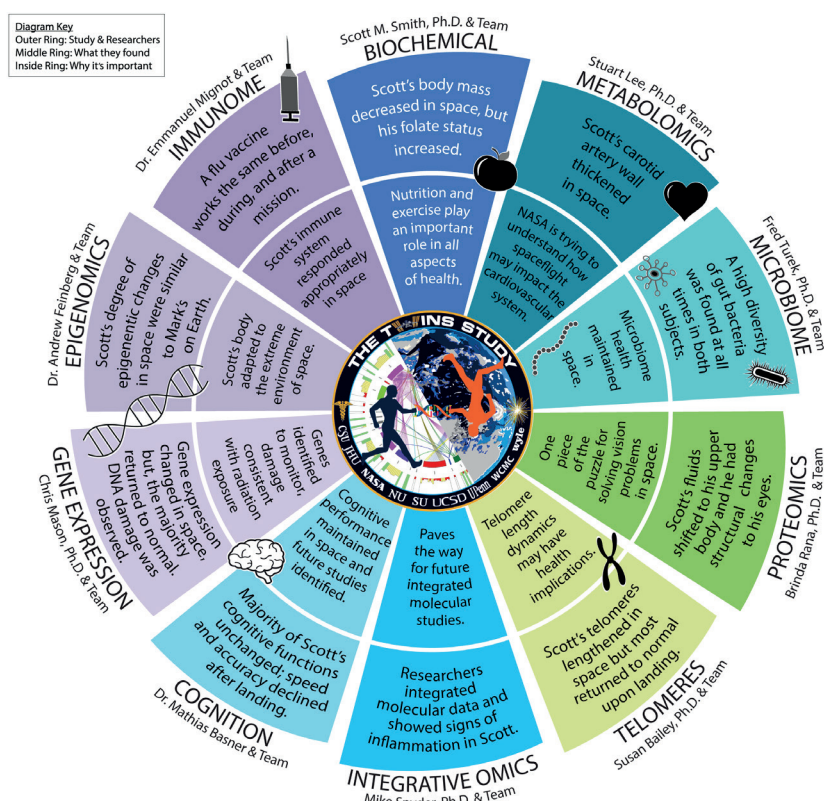 Diagram Key
Outer Ring: Study & Researchers
Middle Ring: What they found
Inside Ring: Why it's important
Scott M. Smith, Ph.D. & Team
BIOCHEMICAL
Scott's body mass
decreased in space, but
his folate status
increased.
Nutrition and
exercise play
an important
role in all
aspects
of health.
Stuart Lee, Ph.D. & Team
METABOLOMICS
Scott's carotid
artery wall
thickened
in space.
NASA is trying to
understand how
spaceflight
may impact the
cardiovascular
system.
Fred Turek, Ph.D. & Team
MICROBIOME
A high diversity
of gut bacteria
was found at all
times in both
subjects.
Microbiome
health
maintained
in
space.
PROTEOMICS
Brinda Rana, Ph.D. & Team
Scott's fluids
shifted to his upper
body and he had
structural changes
to his eyes.
One
piece
of the
puzzle for
solving vision
problems
in space.
TELOMERES
Susan Bailey, Ph.D. & Team
Scott's telomeres
lengthened in
space but most
returned to normal
upon landing.
Telomere
length
dynamics
may have
health
implications.
INTEGRATIVE OMICS
Mike Snyder, Ph.D. & Team
Researchers
integrated
molecular data and
showed signs of
inflammation in Scott.
Paves
the way
for future
integrated
molecular
studies.
COGNITION
Dr. Mathias Basner & Team
Majority of Scott's
cognitive functions
unchanged; speed
and accuracy declined
after landing.
Cognitive
performance
maintained
in space and
future studies
identified.
GENE EXPRESSION
Chris Mason, Ph.D. & Team
Gene expression
changed in space,
but the majority
returned to normal.
DNA damage was
observed.
Genes
identified
to monitor,
damage
consistent
with radiation
exposure
Dr. Andrew Feinberg & Team
EPIGENOMICS
Scott's degree of
epigenentiic changes
in space were similar
to Mark's
on Earth.
Scott's body
adapted to
the extreme
environment
of space.
Dr. Emmanuel Mignot & Team
IMMUNOME
A flu vaccine
works the same before,
during, and after a
mission.
Scott's immune
system
responded
appropriately
in space
THE TWINS STUDY
CSU JHU NASA NU SU UCSD UPenn WCMC wyle